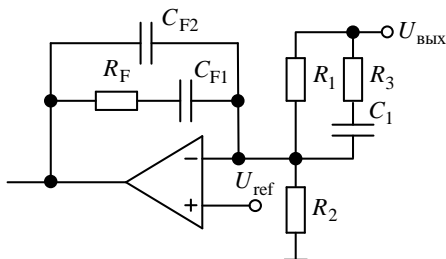 C_F2
U_вых
R_F
C_F1
R_1
R_3
C_1
−
U_ref
+
R_2